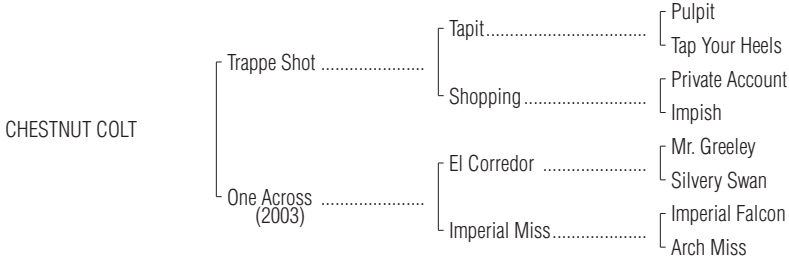 Pulpit
Tapit..................................
Tap Your Heels
Trappe Shot ......................
Private Account
Shopping..........................
Impish
CHESTNUT COLT
Mr. Greeley
El Corredor ......................
Silvery Swan
One Across ......................
(2003)
Imperial Falcon
Imperial Miss....................
Arch Miss